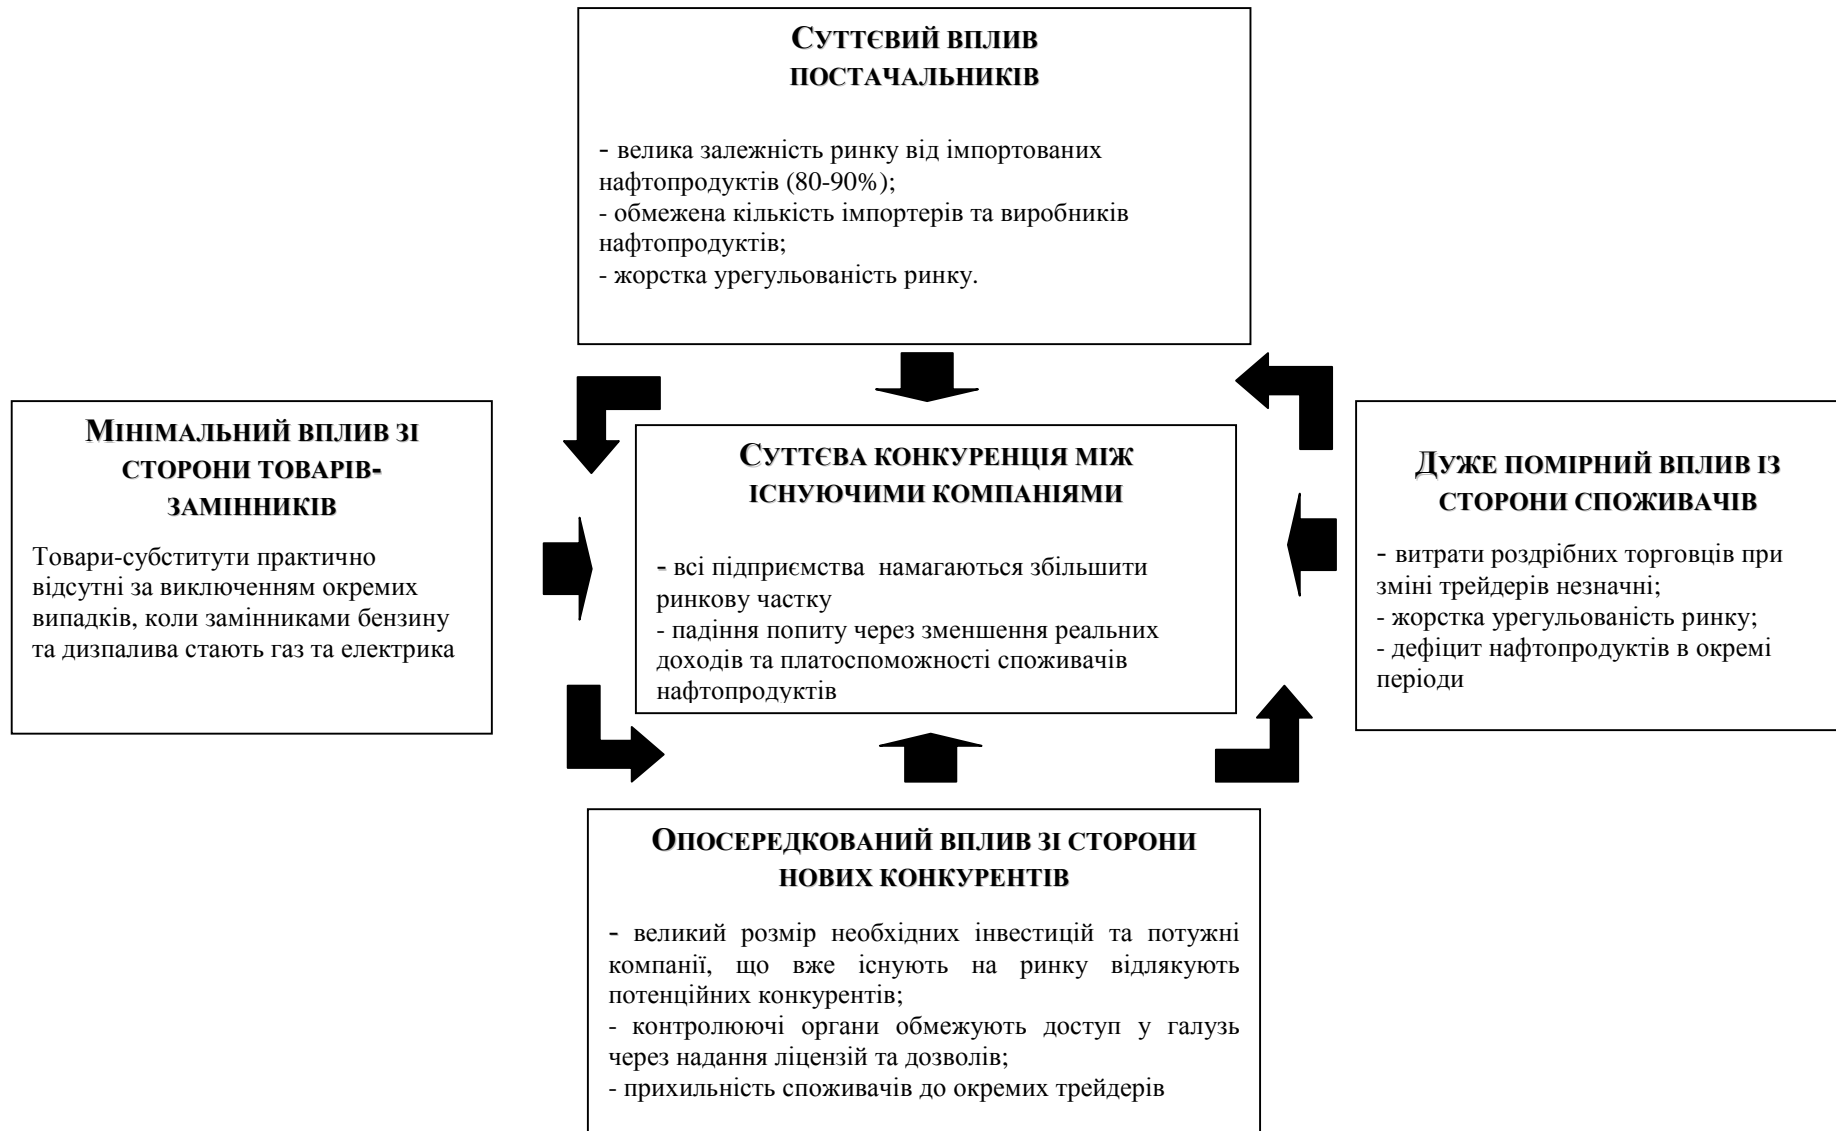 СУТТЄВИЙ ВПЛИВ
ПОСТАЧАЛЬНИКІВ
- велика залежність ринку від імпортованих
нафтопродуктів (80-90%);
- обмежена кількість імпортерів та виробників
нафтопродуктів;
- жорстка урегульованість ринку.
МІНІМАЛЬНИЙ ВПЛИВ ЗІ
СТОРОНИ ТОВАРІВ-
ЗАМІННИКІВ
Товари-субститути практично
відсутні за виключенням окремих
випадків, коли замінниками бензину
та дизпалива стають газ та електрика
СУТТЄВА КОНКУРЕНЦІЯ МІЖ
ІСНУЮЧИМИ КОМПАНІЯМИ
- всі підприємства намагаються збільшити
ринкову частку
- падіння попиту через зменшення реальних
доходів та платоспоможності споживачів
нафтопродуктів
ДУЖЕ ПОМІРНИЙ ВПЛИВ ІЗ
СТОРОНИ СПОЖИВАЧІВ
- витрати роздрібних торговців при
зміні трейдерів незначні;
- жорстка урегульованість ринку;
- дефіцит нафтопродуктів в окремі
періоди
ОПОСЕРЕДКОВАНИЙ ВПЛИВ ЗІ СТОРОНИ
НОВИХ КОНКУРЕНТІВ
- великий розмір необхідних інвестицій та потужні
компанії, що вже існують на ринку відлякують
потенційних конкурентів;
- контролюючі органи обмежують доступ у галузь
через надання ліцензій та дозволів;
- прихильність споживачів до окремих трейдерів